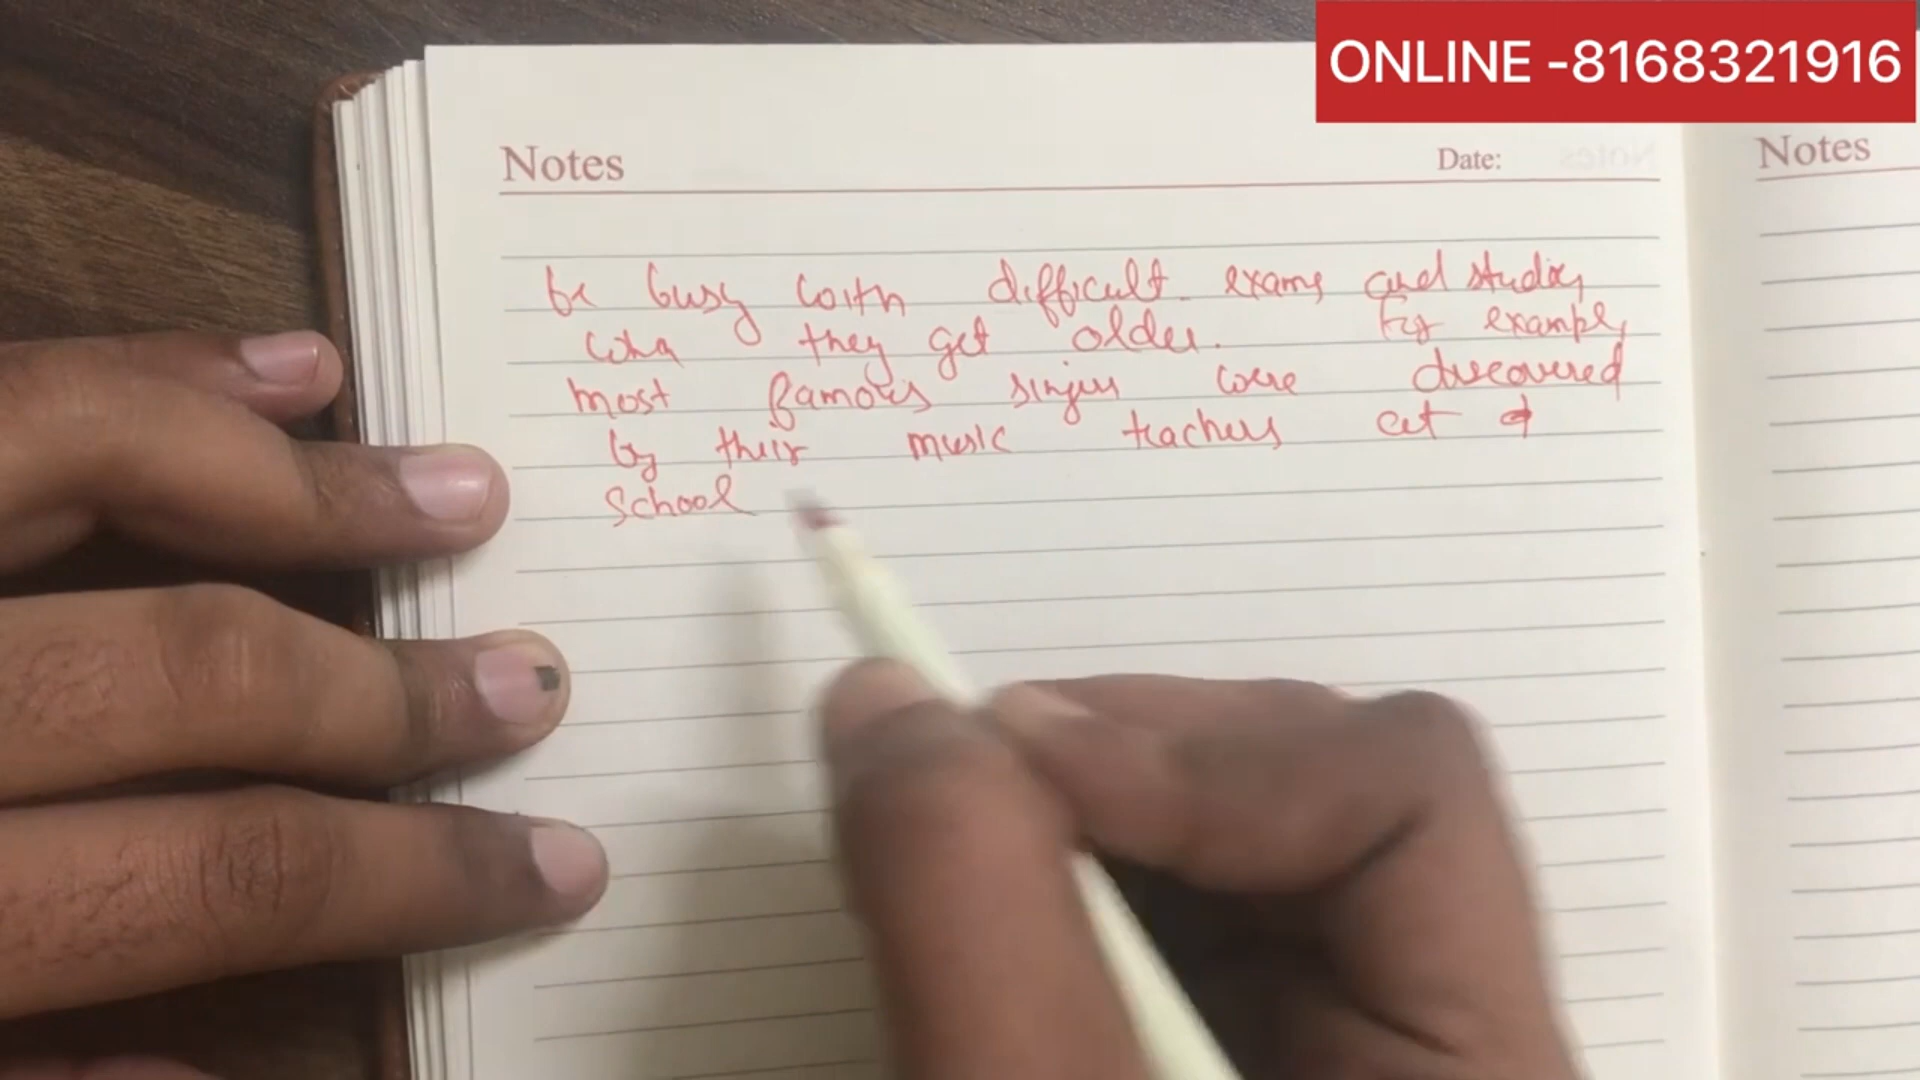 ONLINE -8168321916
Notes Date:
Notes
be busy with difficult exams and studies
when they get older. For example,
most famous singers were discovered
by their music teachers at
school